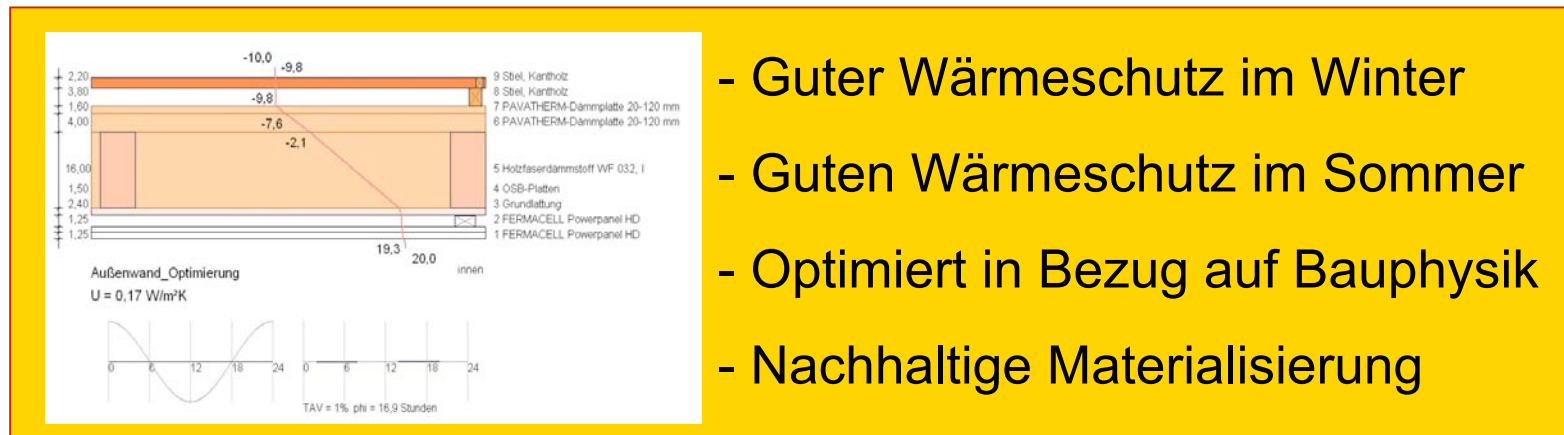 -10,0
-9,8
2,20
3,80
1,60
4,00
16,00
1,50
2,40
1,25
1,25
-9,8
-7,6
-2,1
9 Stiel, Kantholz
8 Stiel, Kantholz
7 PAVATHERM-Dämmplatte 20-120 mm
6 PAVATHERM-Dämmplatte 20-120 mm
5 Holzfaserdämmstoff WF 032, I
4 OSB-Platten
3 Grundlattung
2 FERMACELL Powerpanel HD
1 FERMACELL Powerpanel HD
19,3
20,0
innen
Außenwand_Optimierung
U = 0,17 W/m²K
0 6 12 18 24
0 6 12 18 24
TAV = 1% phi = 16,9 Stunden
- Guter Wärmeschutz im Winter
- Guten Wärmeschutz im Sommer
- Optimiert in Bezug auf Bauphysik
- Nachhaltige Materialisierung